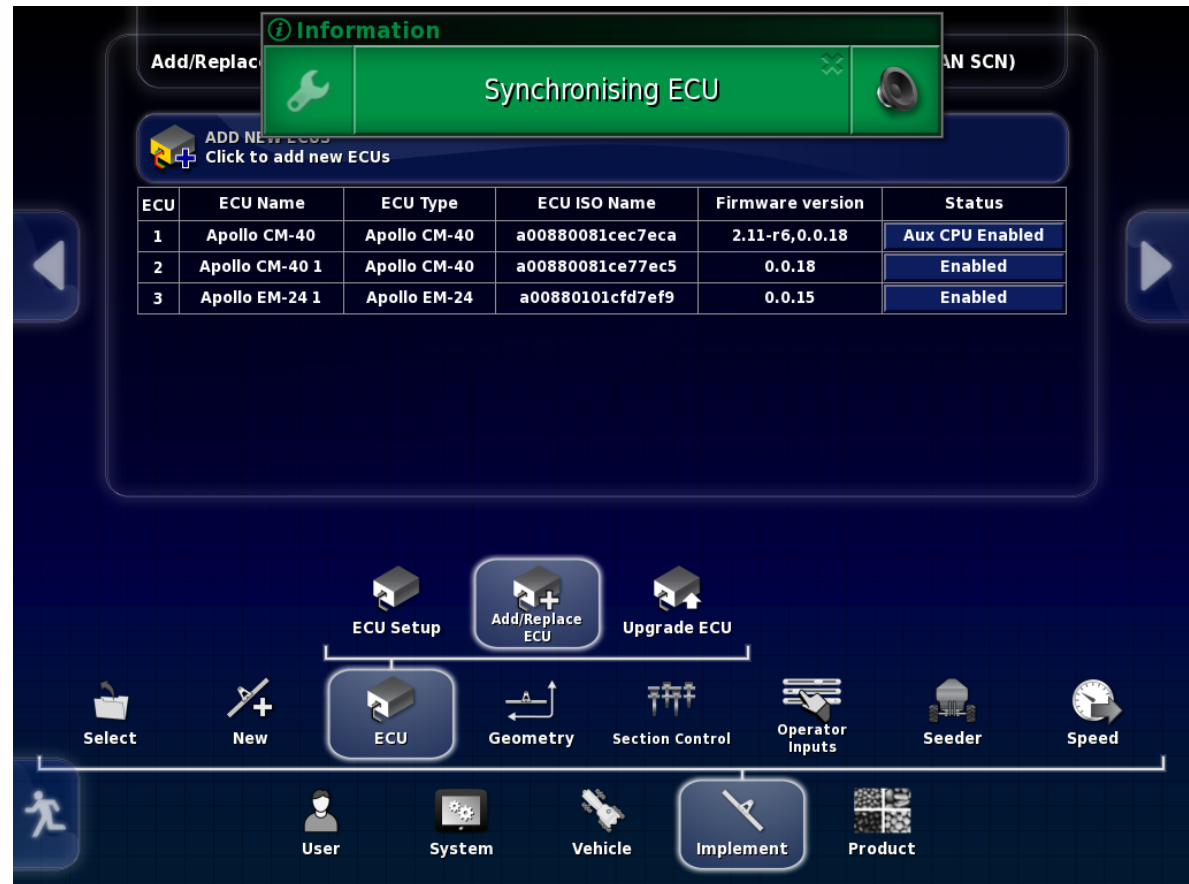 Information
Synchronising ECU
Add/Replac
AN SCN)
ADD NEW ECUS
Click to add new ECUs
ECU ECU Name ECU Type ECU ISO Name Firmware version Status
1 Apollo CM-40 Apollo CM-40 a00880081cec7eca 2.11-r6,0.0.18 Aux CPU Enabled
2 Apollo CM-40 1 Apollo CM-40 a00880081ce77ec5 0.0.18 Enabled
3 Apollo EM-24 1 Apollo EM-24 a00880101cfd7ef9 0.0.15 Enabled
ECU Setup
Add/Replace
ECU
Upgrade ECU
Select
New
ECU
Geometry
Section Control
Operator
Inputs
Seeder
Speed
User
System
Vehicle
Implement
Product